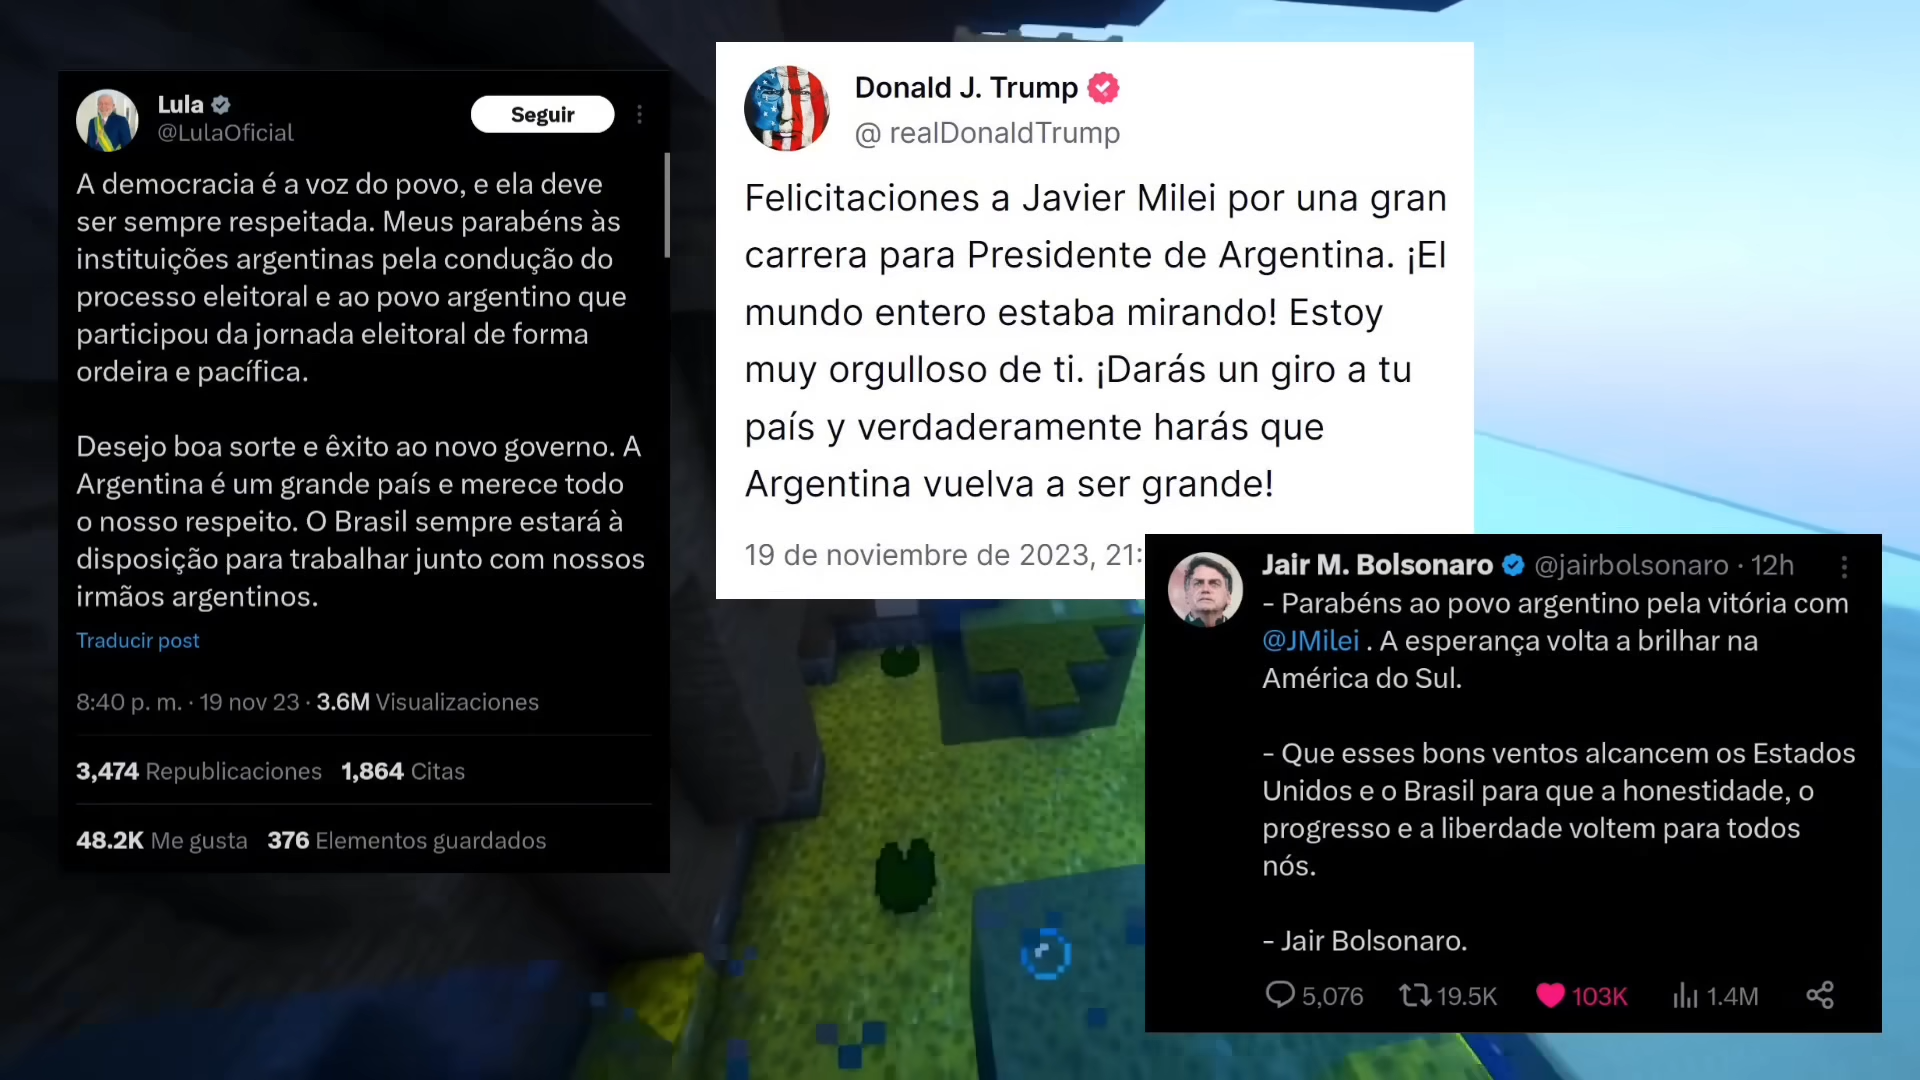 Lula
@LulaOficial
Seguir
A democracia é a voz do povo, e ela deve
ser sempre respeitada. Meus parabéns às
instituições argentinas pela condução do
processo eleitoral e ao povo argentino que
participou da jornada eleitoral de forma
ordeira e pacífica.
Desejo boa sorte e êxito ao novo governo. A
Argentina é um grande país e merece todo
o nosso respeito. O Brasil sempre estará à
disposição para trabalhar junto com nossos
irmãos argentinos.
Traducir post
8:40 p. m. · 19 nov 23 · 3.6M Visualizaciones
3,474 Republicaciones 1,864 Citas
48.2K Me gusta 376 Elementos guardados
Donald J. Trump
@ realDonaldTrump
Felicitaciones a Javier Milei por una gran
carrera para Presidente de Argentina. ¡El
mundo entero estaba mirando! Estoy
muy orgulloso de ti. ¡Darás un giro a tu
país y verdaderamente harás que
Argentina vuelva a ser grande!
19 de noviembre de 2023, 21:
Jair M. Bolsonaro @jairbolsonaro · 12h
- Parabéns ao povo argentino pela vitória com
@JMilei . A esperança volta a brilhar na
América do Sul.
- Que esses bons ventos alcancem os Estados
Unidos e o Brasil para que a honestidade, o
progresso e a liberdade voltem para todos
nós.
- Jair Bolsonaro.
5,076 19.5K 103K 1.4M